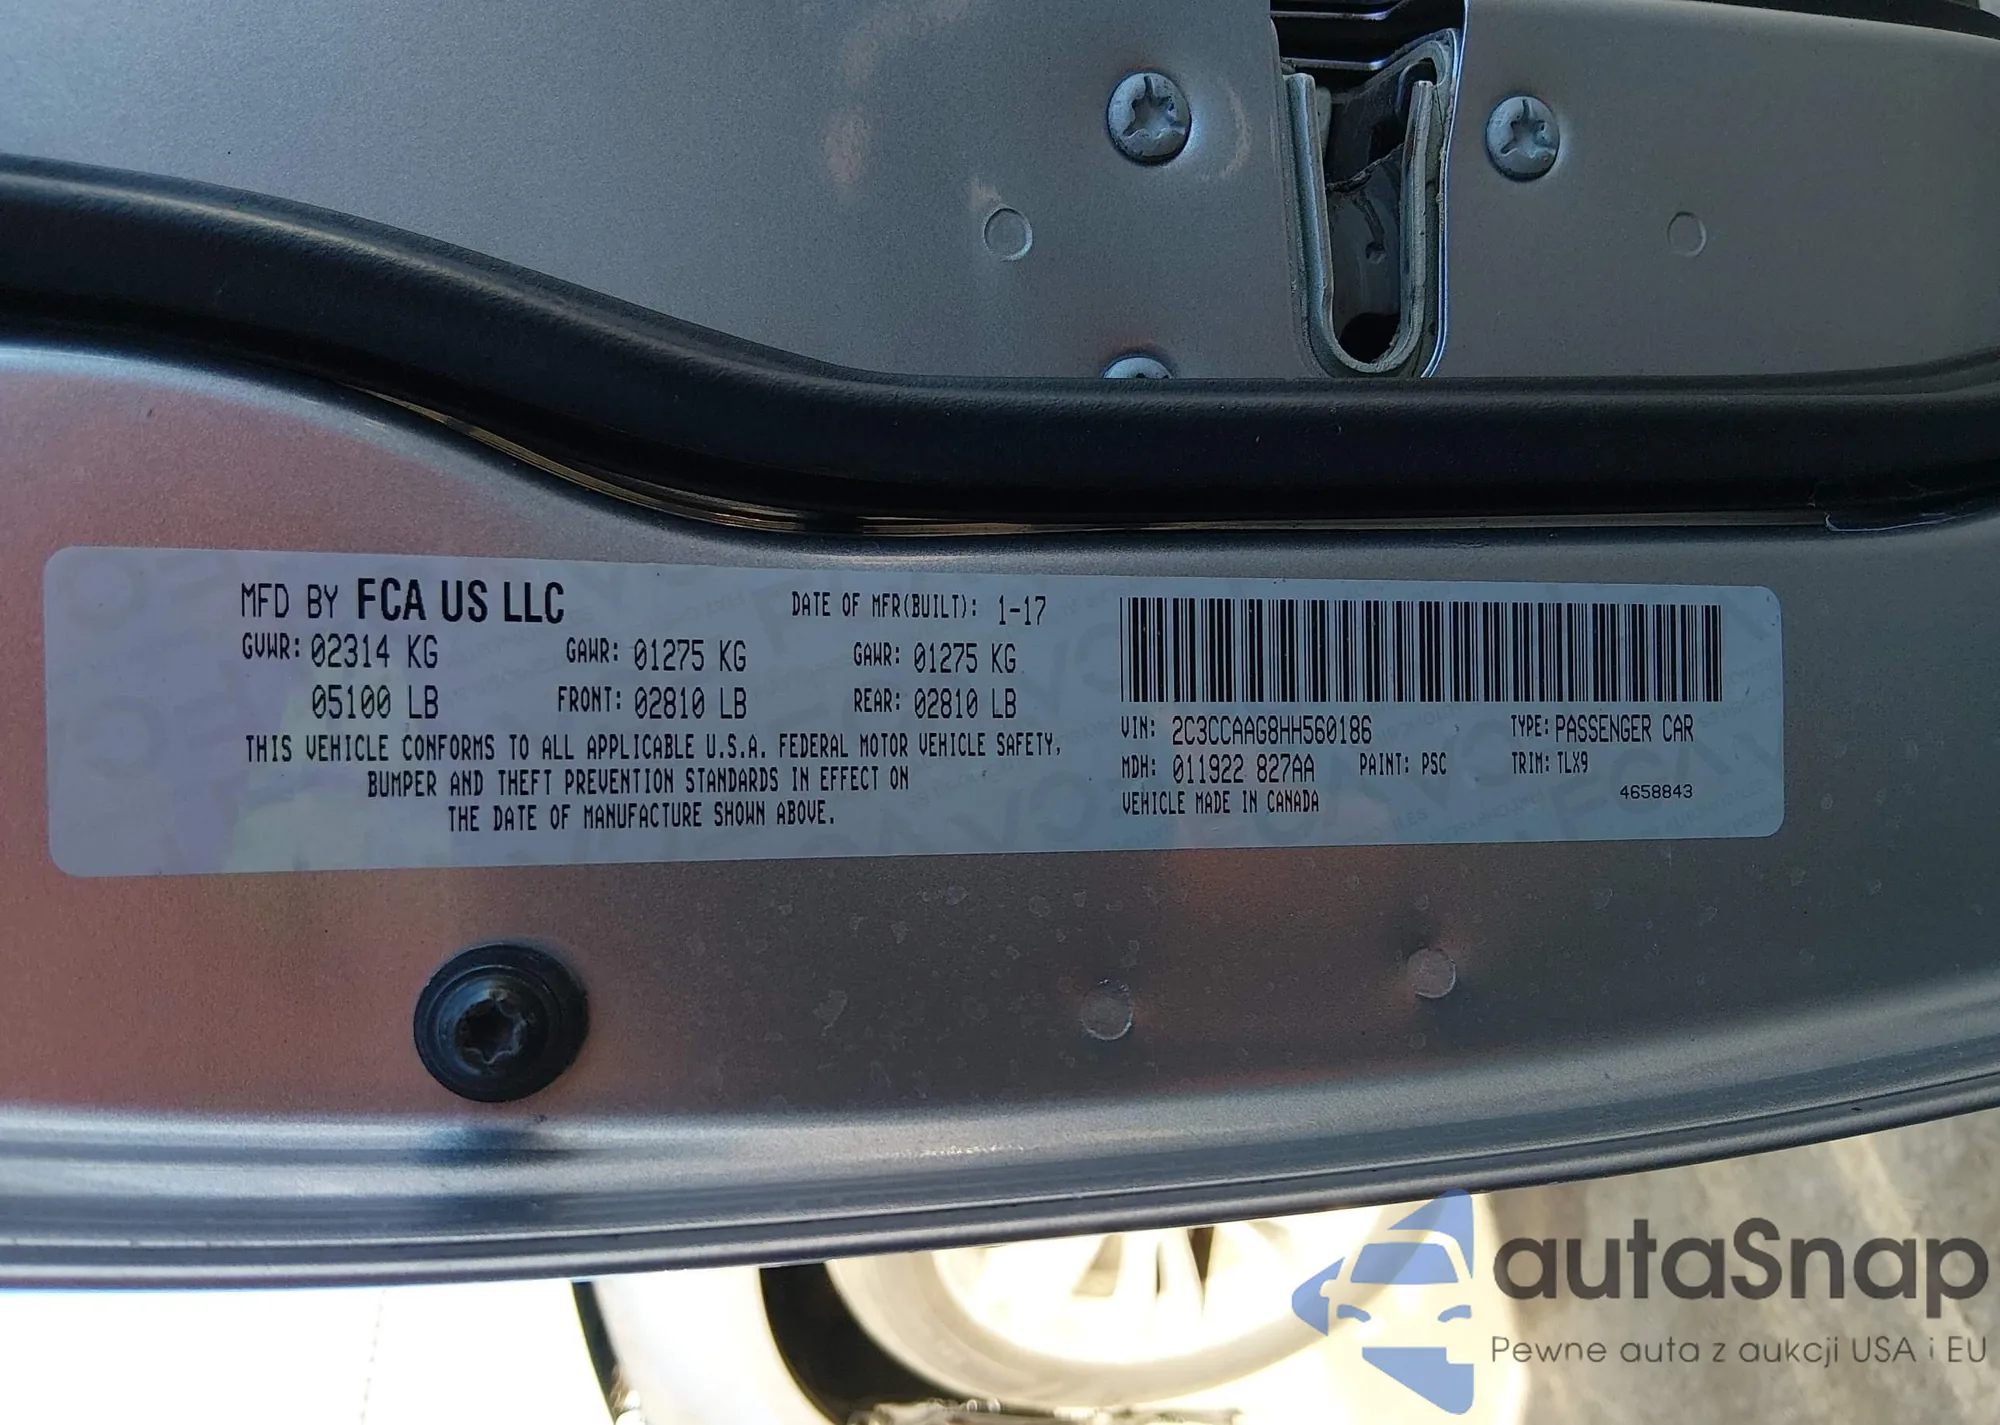 MFD BY FCA US LLC
DATE OF MFR(BUILT): 1-17
GVWR: 02314 KG GAWR: 01275 KG GAWR: 01275 KG
05100 LB FRONT: 02810 LB REAR: 02810 LB
THIS VEHICLE CONFORMS TO ALL APPLICABLE U.S.A. FEDERAL MOTOR VEHICLE SAFETY,
BUMPER AND THEFT PREVENTION STANDARDS IN EFFECT ON
THE DATE OF MANUFACTURE SHOWN ABOVE.
VIN: 2C3CCAAG8HH560186 TYPE: PASSENGER CAR
MDH: 011922 827AA PAINT: PSC TRIM: TLX9
VEHICLE MADE IN CANADA 4658843
autaSnap
Pewne auta z aukcji USA i EU